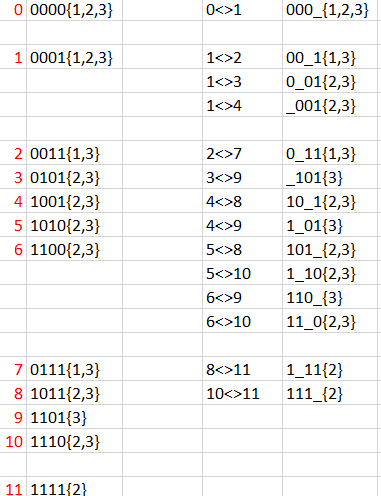 0 0000{1,2,3} 0<>1 000_{1,2,3}
1 0001{1,2,3} 1<>2 00_1{1,3}
1<>3 0_01{2,3}
1<>4 _001{2,3}
2 0011{1,3} 2<>7 0_11{1,3}
3 0101{2,3} 3<>9 _101{3}
4 1001{2,3} 4<>8 10_1{2,3}
5 1010{2,3} 4<>9 1_01{3}
6 1100{2,3} 5<>8 101_{2,3}
5<>10 1_10{2,3}
6<>9 110_{3}
6<>10 11_0{2,3}
7 0111{1,3} 8<>11 1_11{2}
8 1011{2,3} 10<>11 111_{2}
9 1101{3}
10 1110{2,3}
11 1111{2}